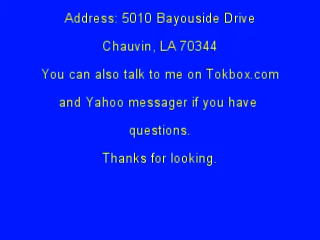 Address: 5010 Bayouside Drive
Chauvin, LA 70344
You can also talk to me on Tokbox.com
and Yahoo messager if you have
questions.
Thanks for looking.